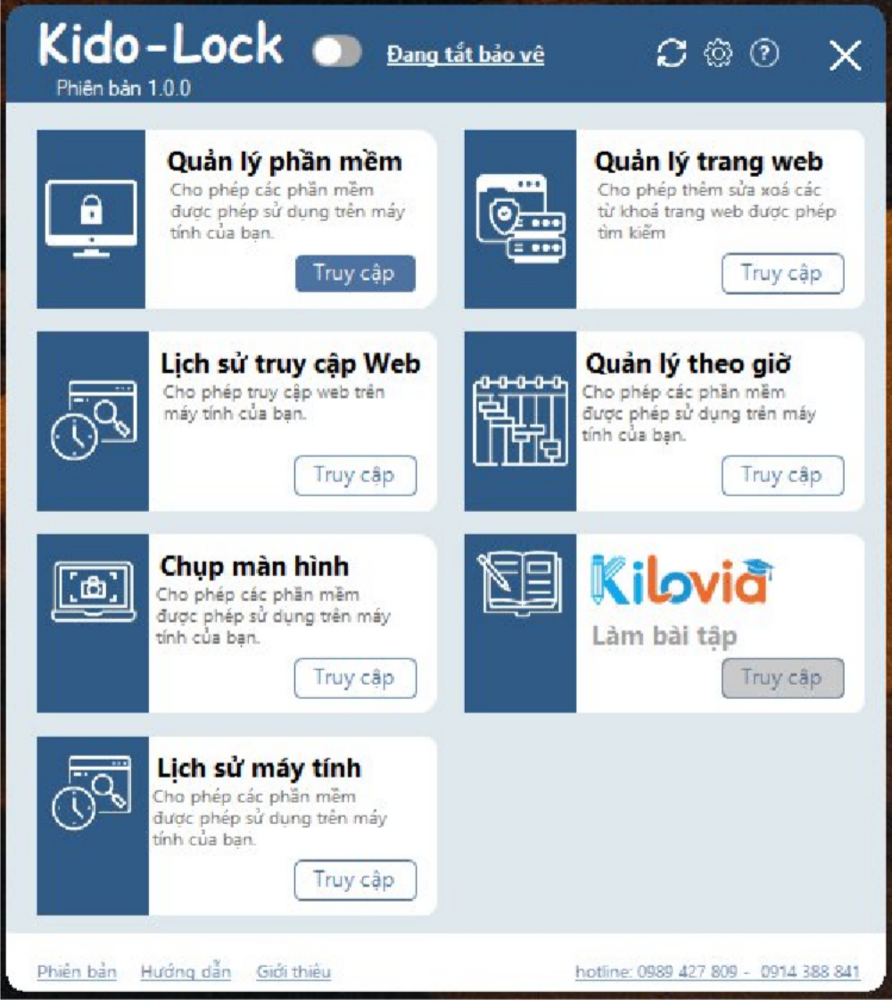 Kido-Lock
Đang tắt bảo vệ
Phiên bản 1.0.0
Quản lý phần mềm
Cho phép các phần mềm
được phép sử dụng trên máy
tính của bạn.
Truy cập
Quản lý trang web
Cho phép thêm sửa xoá các
từ khoá trang web được phép
tìm kiếm
Truy cập
Lịch sử truy cập Web
Cho phép truy cập web trên
máy tính của bạn.
Truy cập
Quản lý theo giờ
Cho phép các phần mềm
được phép sử dụng trên máy
tính của bạn.
Truy cập
Chụp màn hình
Cho phép các phần mềm
được phép sử dụng trên máy
tính của bạn.
Truy cập
Kilovia
Làm bài tập
Truy cập
Lịch sử máy tính
Cho phép các phần mềm
được phép sử dụng trên máy
tính của bạn.
Truy cập
Phiên bản Hướng dẫn Giới thiệu hotline: 0989 427 809 - 0914 388 841